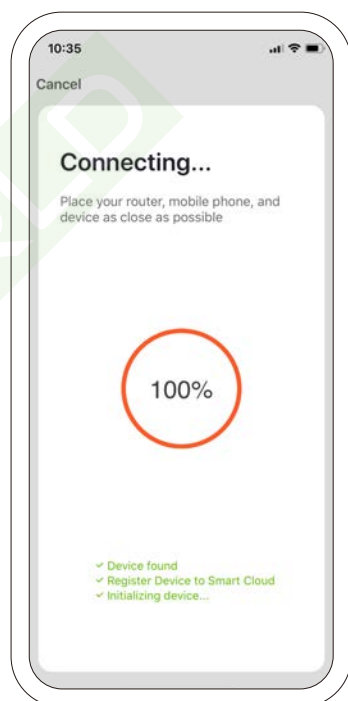 10:35
Cancel
Connecting...
Place your router, mobile phone, and
device as close as possible
100%
✓ Device found
✓ Register Device to Smart Cloud
✓ Initializing device...